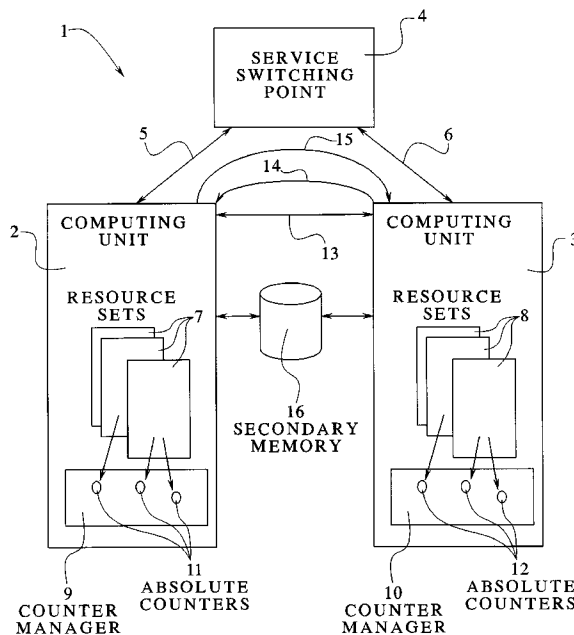 1
4
SERVICE
SWITCHING
POINT
5
15
6
14
2
COMPUTING
UNIT
13
COMPUTING
UNIT
3
RESOURCE
SETS
7
RESOURCE
SETS
8
16
SECONDARY
MEMORY
9
COUNTER
MANAGER
11
ABSOLUTE
COUNTERS
10
COUNTER
MANAGER
12
ABSOLUTE
COUNTERS